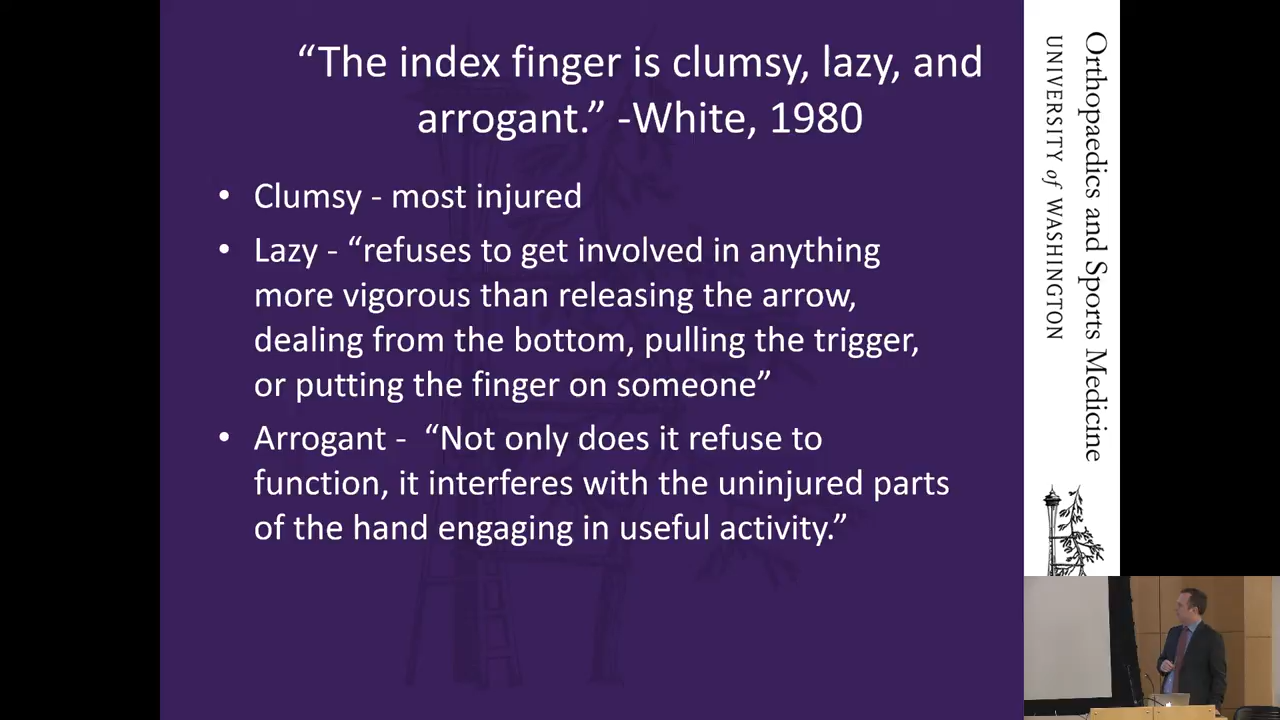 “The index finger is clumsy, lazy, and
arrogant.” -White, 1980
• Clumsy - most injured
• Lazy - “refuses to get involved in anything
more vigorous than releasing the arrow,
dealing from the bottom, pulling the trigger,
or putting the finger on someone”
• Arrogant - “Not only does it refuse to
function, it interferes with the uninjured parts
of the hand engaging in useful activity.”
Orthopaedics and Sports Medicine
UNIVERSITY of WASHINGTON